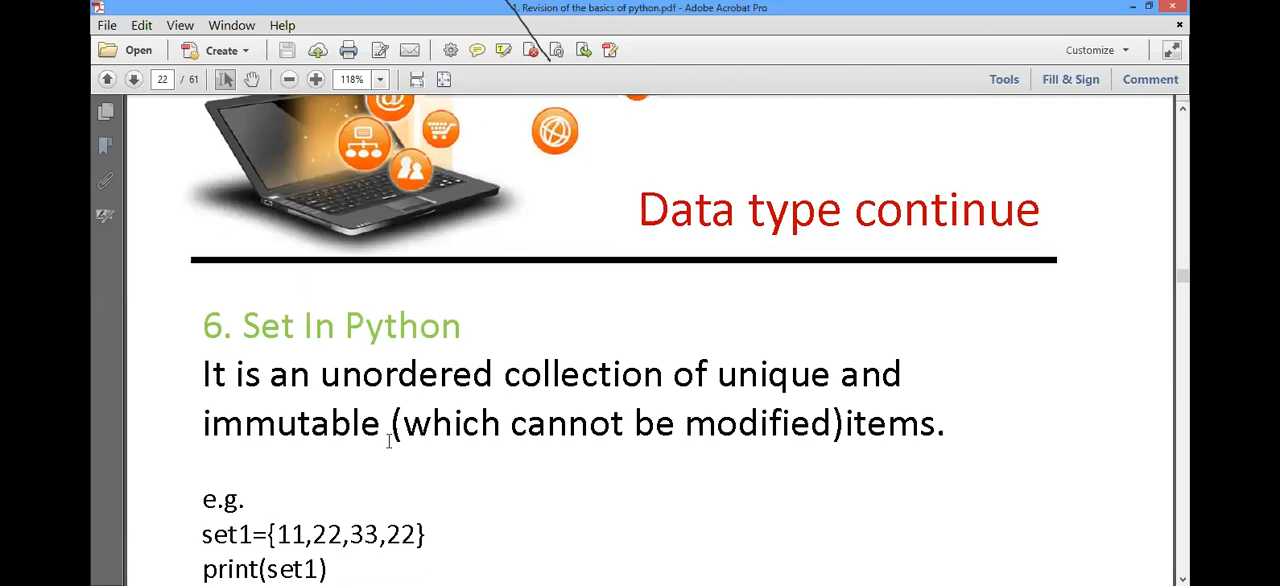 1. Revision of the basics of python.pdf - Adobe Acrobat Pro
File Edit View Window Help
Open Create Customize
22 / 61 118% Tools Fill & Sign Comment
Data type continue
6. Set In Python
It is an unordered collection of unique and
immutable (which cannot be modified)items.
e.g.
set1={11,22,33,22}
print(set1)